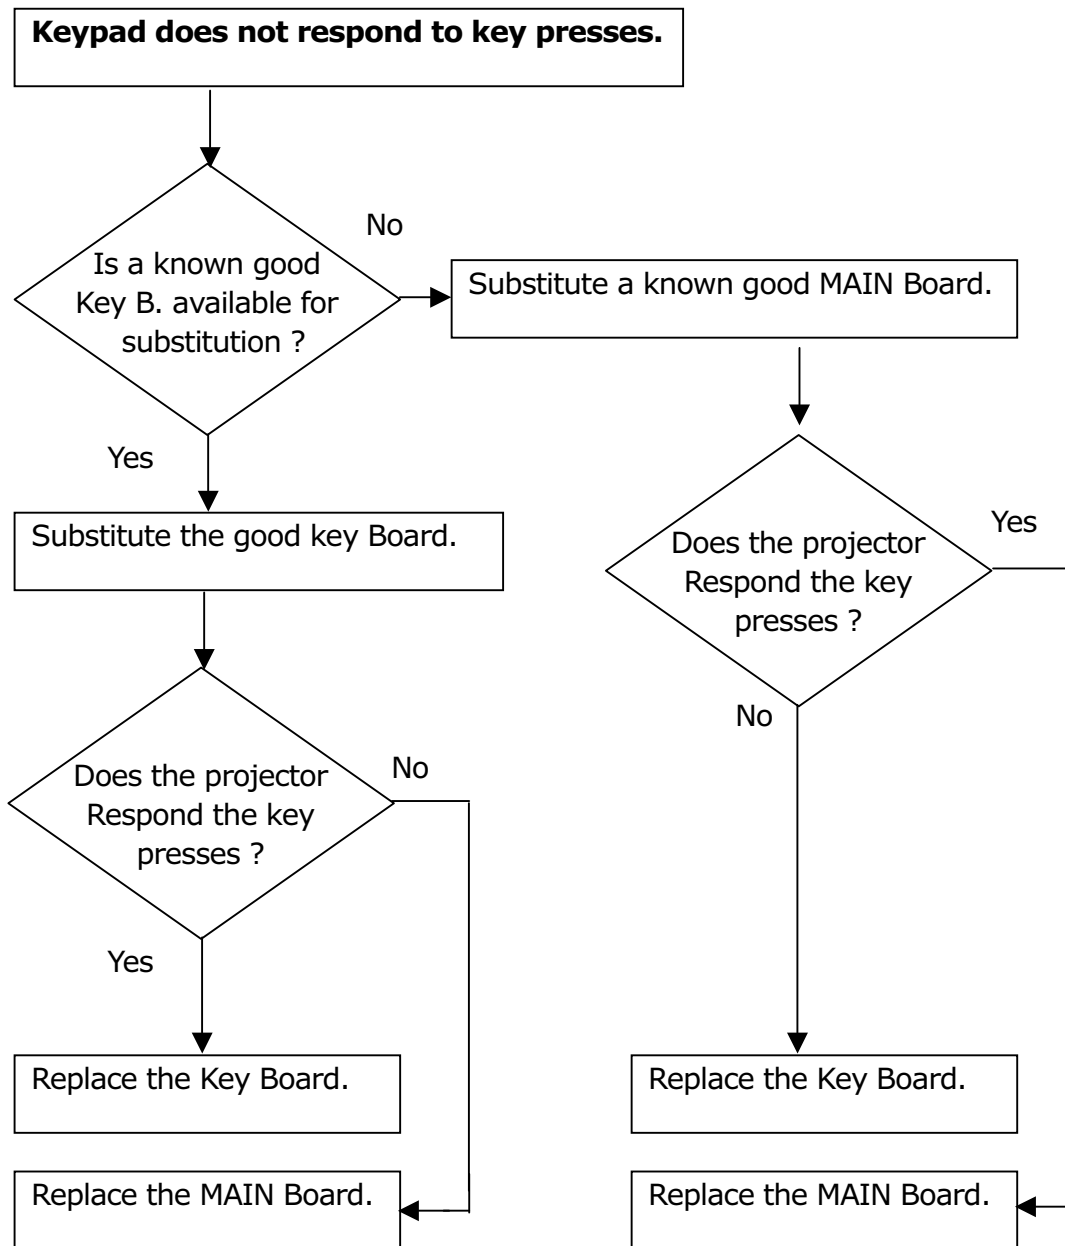 Keypad does not respond to key presses.
No
Is a known good
Key B. available for
substitution ?
Substitute a known good MAIN Board.
Yes
Substitute the good key Board.
Does the projector
Respond the key
presses ?
Yes
No
Does the projector
Respond the key
presses ?
No
Yes
Replace the Key Board.
Replace the Key Board.
Replace the MAIN Board.
Replace the MAIN Board.